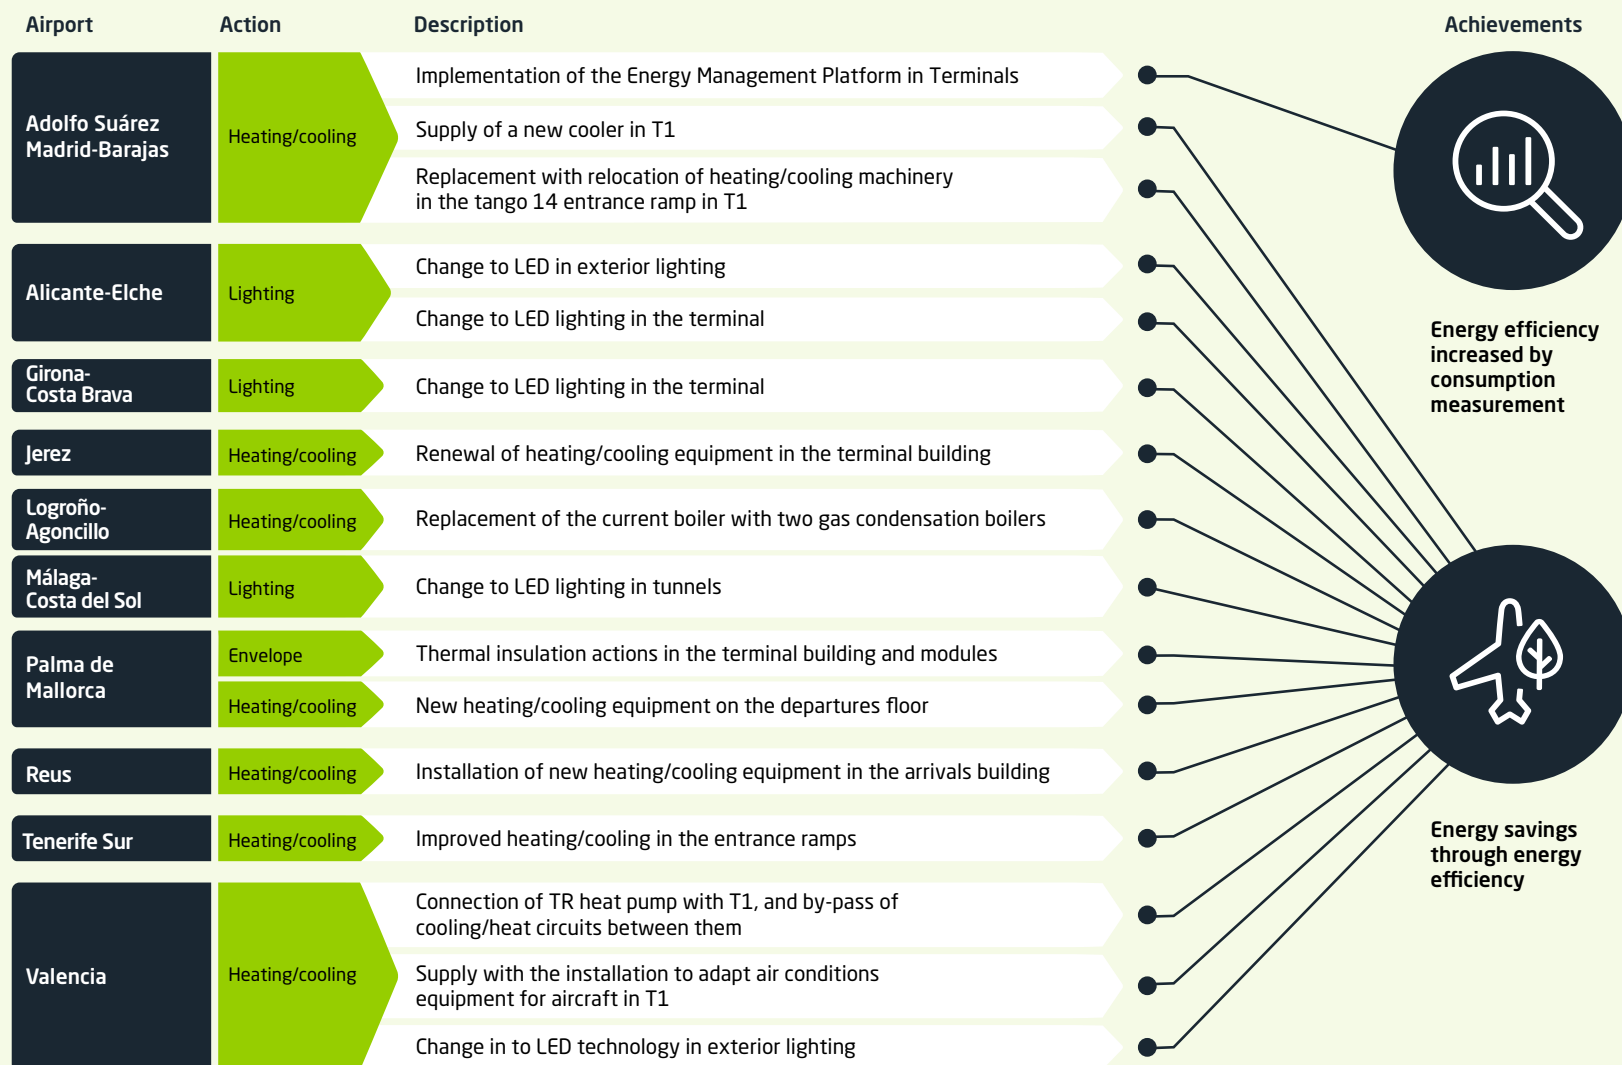 Airport Action Description Achievements
Adolfo Suárez
Madrid-Barajas
Heating/cooling
Implementation of the Energy Management Platform in Terminals
Supply of a new cooler in T1
Replacement with relocation of heating/cooling machinery
in the tango 14 entrance ramp in T1
Alicante-Elche
Lighting
Change to LED in exterior lighting
Change to LED lighting in the terminal
Girona-
Costa Brava
Lighting
Change to LED lighting in the terminal
Jerez
Heating/cooling
Renewal of heating/cooling equipment in the terminal building
Logroño-
Agoncillo
Heating/cooling
Replacement of the current boiler with two gas condensation boilers
Málaga-
Costa del Sol
Lighting
Change to LED lighting in tunnels
Palma de
Mallorca
Envelope
Thermal insulation actions in the terminal building and modules
Heating/cooling
New heating/cooling equipment on the departures floor
Reus
Heating/cooling
Installation of new heating/cooling equipment in the arrivals building
Tenerife Sur
Heating/cooling
Improved heating/cooling in the entrance ramps
Valencia
Heating/cooling
Connection of TR heat pump with T1, and by-pass of
cooling/heat circuits between them
Supply with the installation to adapt air conditions
equipment for aircraft in T1
Change in to LED technology in exterior lighting
Energy efficiency
increased by
consumption
measurement
Energy savings
through energy
efficiency